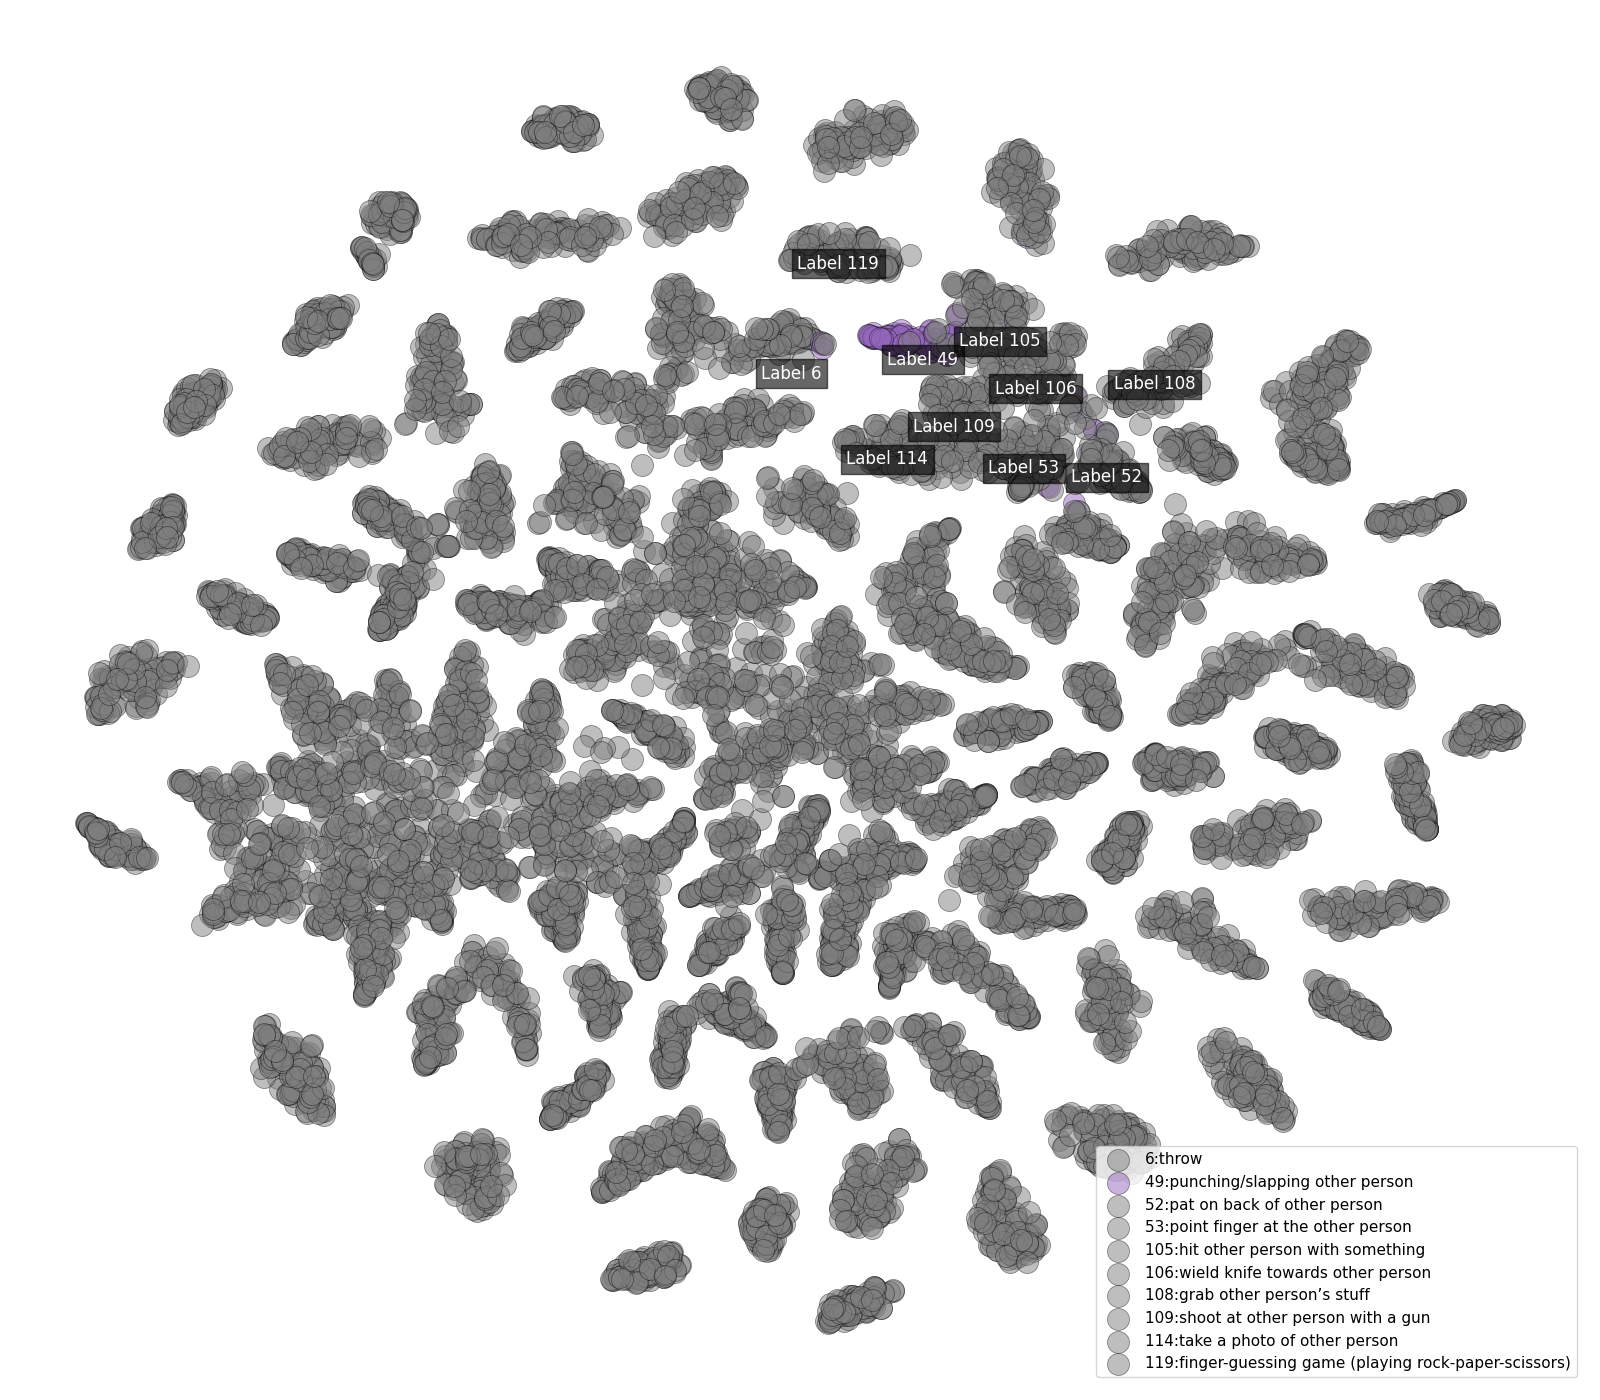 Label 119
Label 105
Label 49
Label 6
Label 106
Label 108
Label 109
Label 114
Label 53
Label 52
6:throw
49:punching/slapping other person
52:pat on back of other person
53:point finger at the other person
105:hit other person with something
106:wield knife towards other person
108:grab other person’s stuff
109:shoot at other person with a gun
114:take a photo of other person
119:finger-guessing game (playing rock-paper-scissors)